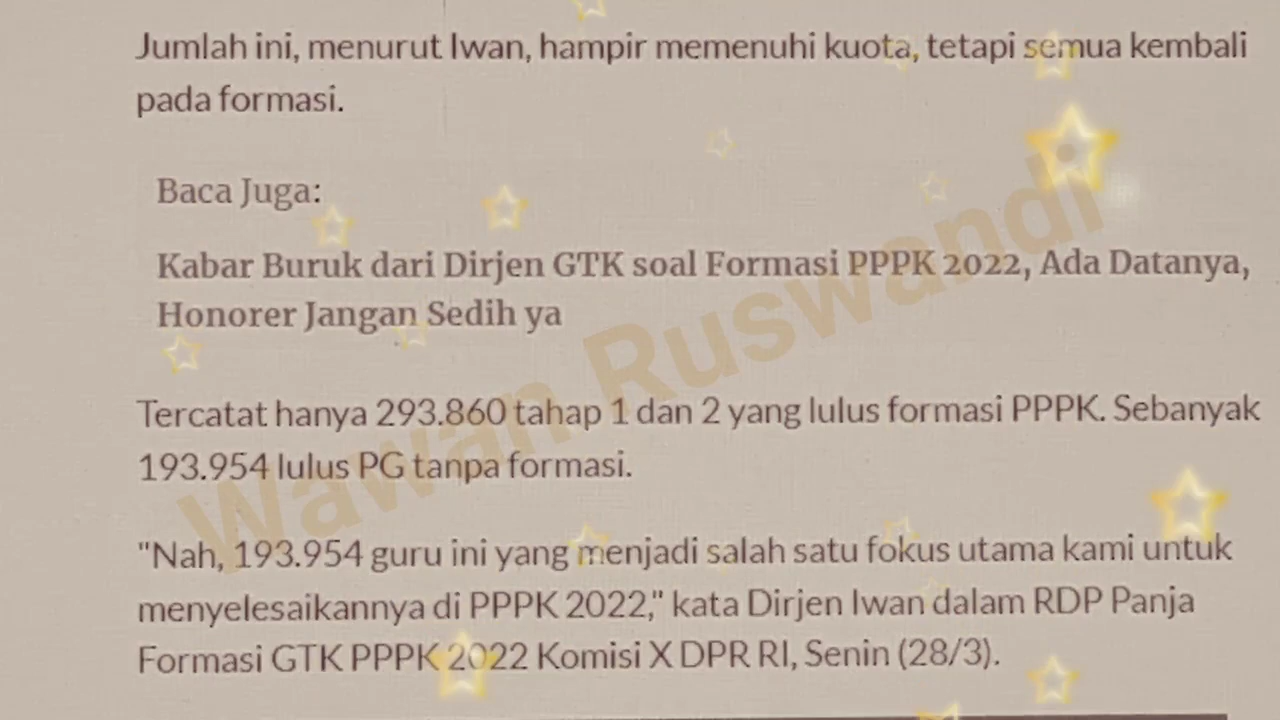 Jumlah ini, menurut Iwan, hampir memenuhi kuota, tetapi semua kembali
pada formasi.
Baca Juga:
Kabar Buruk dari Dirjen GTK soal Formasi PPPK 2022, Ada Datanya,
Honorer Jangan Sedih ya
Wawan Ruswandi
Tercatat hanya 293.860 tahap 1 dan 2 yang lulus formasi PPPK. Sebanyak
193.954 lulus PG tanpa formasi.
"Nah, 193.954 guru ini yang menjadi salah satu fokus utama kami untuk
menyelesaikannya di PPPK 2022," kata Dirjen Iwan dalam RDP Panja
Formasi GTK PPPK 2022 Komisi X DPR RI, Senin (28/3).